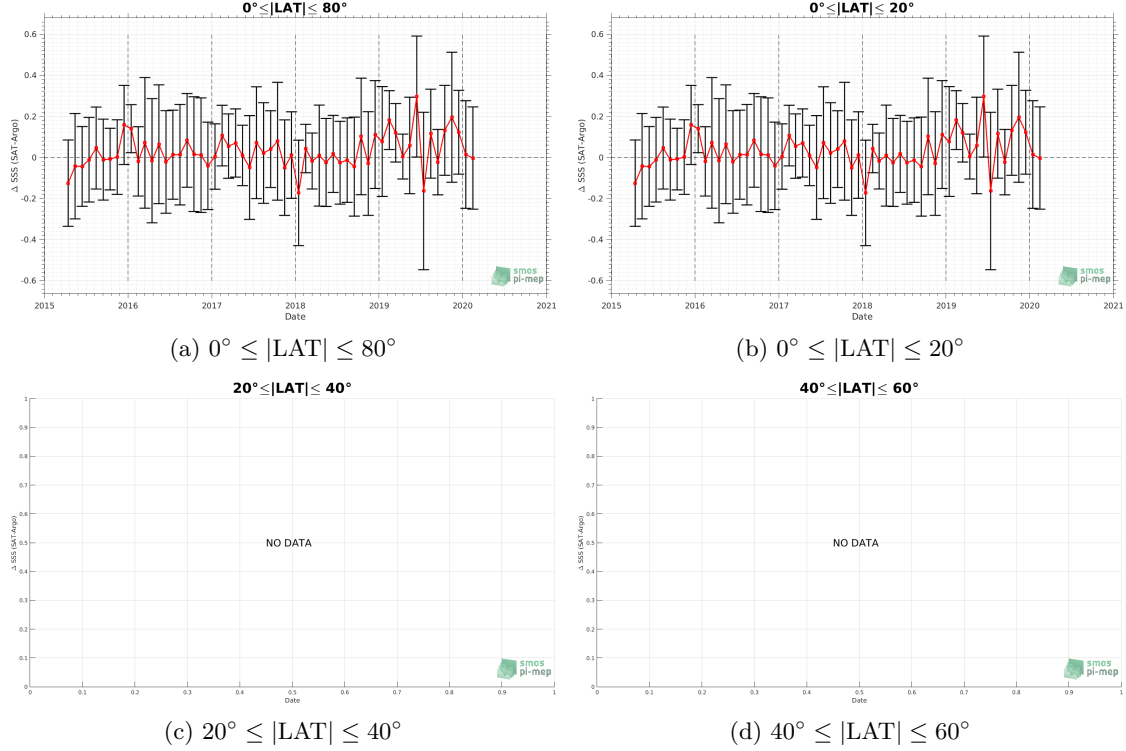 0°≤|LAT|≤ 80°
0.6
0.4
0.2
0
-0.2
-0.4
-0.6
Δ SSS (SAT-Argo)
2015 2016 2017 2018 2019 2020 2021
Date
smos
pi-mep
(a) 0° ≤ |LAT| ≤ 80°
0°≤|LAT|≤ 20°
0.6
0.4
0.2
0
-0.2
-0.4
-0.6
Δ SSS (SAT-Argo)
2015 2016 2017 2018 2019 2020 2021
Date
smos
pi-mep
(b) 0° ≤ |LAT| ≤ 20°
20°≤|LAT|≤ 40°
1
0.9
0.8
0.7
0.6
0.5
0.4
0.3
0.2
0.1
0
Δ SSS (SAT-Argo)
NO DATA
0 0.1 0.2 0.3 0.4 0.5 0.6 0.7 0.8 0.9 1
Date
smos
pi-mep
(c) 20° ≤ |LAT| ≤ 40°
40°≤|LAT|≤ 60°
1
0.9
0.8
0.7
0.6
0.5
0.4
0.3
0.2
0.1
0
Δ SSS (SAT-Argo)
NO DATA
0 0.1 0.2 0.3 0.4 0.5 0.6 0.7 0.8 0.9 1
Date
smos
pi-mep
(d) 40° ≤ |LAT| ≤ 60°